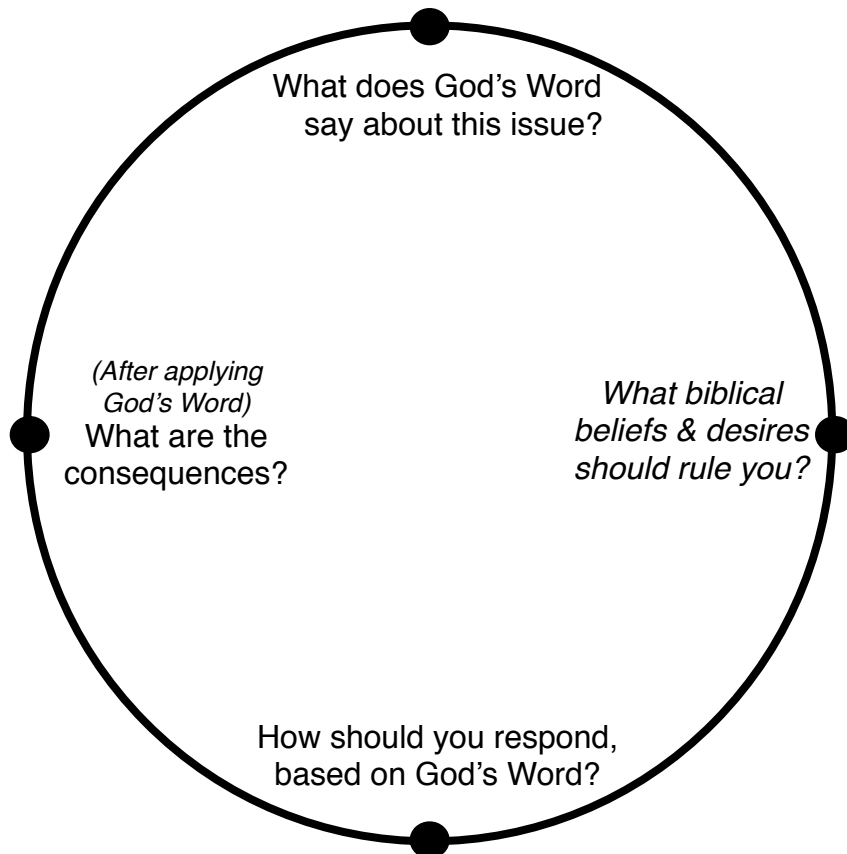 What does God’s Word
say about this issue?
(After applying
God’s Word)
What are the
consequences?
What biblical
beliefs & desires
should rule you?
How should you respond,
based on God’s Word?